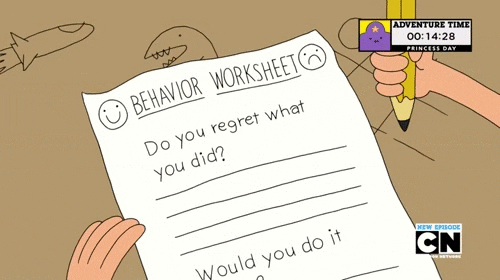 ADVENTURE TIME
00:14:28
PRINCESS DAY
BEHAVIOR WORKSHEET
Do you regret what
you did?
Would you do it
NEW EPISODE
CN